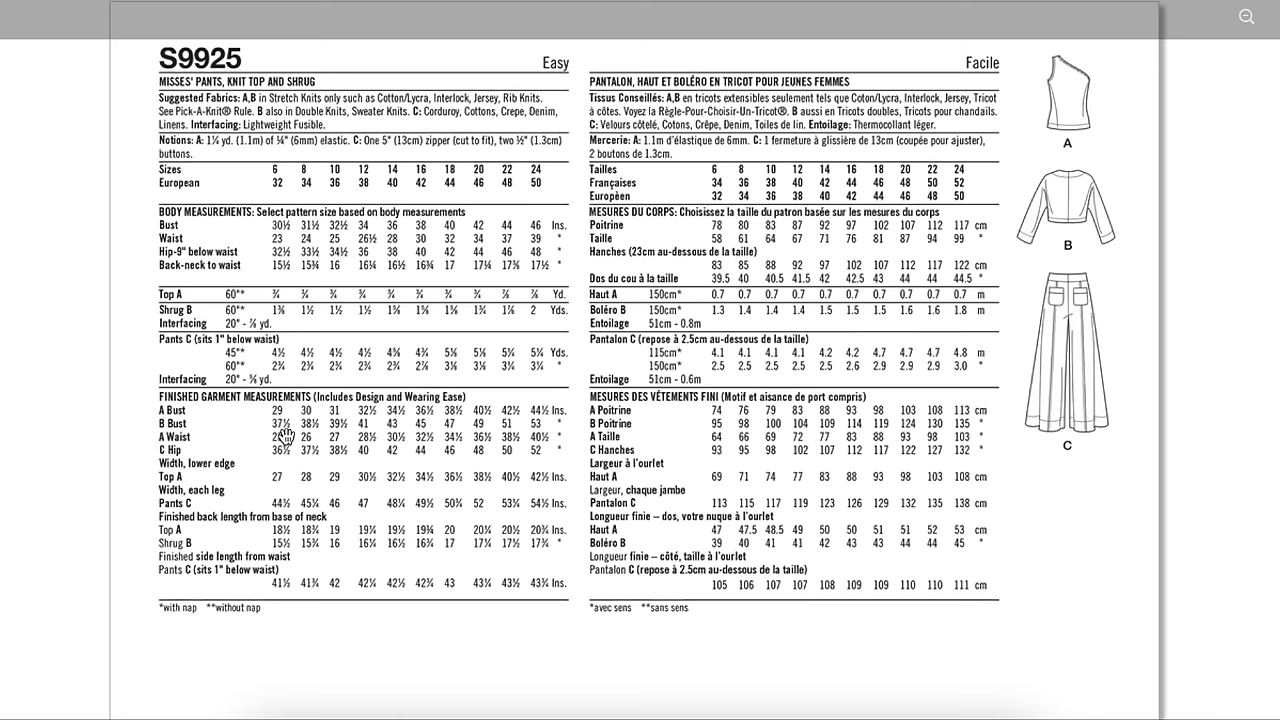 S9925 Easy
MISSES' PANTS, KNIT TOP AND SHRUG
Suggested Fabrics: A,B in Stretch Knits only such as Cotton/Lycra, Interlock, Jersey, Rib Knits.
See Pick-A-Knit® Rule. B also in Double Knits, Sweater Knits. C: Corduroy, Cottons, Crepe, Denim,
Linens. Interfacing: Lightweight Fusible.
Notions: A: 1¼ yd. (1.1m) of ¼" (6mm) elastic. C: One 5" (13cm) zipper (cut to fit), two ½" (1.3cm)
buttons.
Sizes 6 8 10 12 14 16 18 20 22 24
European 32 34 36 38 40 42 44 46 48 50
BODY MEASUREMENTS: Select pattern size based on body measurements
Bust 30½ 31½ 32½ 34 36 38 40 42 44 46 Ins.
Waist 23 24 25 26½ 28 30 32 34 37 39 "
Hip-9" below waist 32½ 33½ 34½ 36 38 40 42 44 46 48 "
Back-neck to waist 15½ 15¾ 16 16¼ 16½ 16¾ 17 17¼ 17⅜ 17½ "
Top A 60"* ¾ ¾ ¾ ¾ ¾ ¾ ¾ ¾ ⅞ ⅞ Yd.
Shrug B 60"* 1⅜ 1½ 1½ 1½ 1⅝ 1⅝ 1⅝ 1¾ 1⅞ 2 Yds.
Interfacing 20" - ⅞ yd.
Pants C (sits 1" below waist)
45"* 4½ 4½ 4½ 4½ 4⅝ 4¾ 5⅛ 5⅛ 5¼ 5¼ Yds.
60"* 2¾ 2¾ 2¾ 2¾ 2¾ 2⅞ 3⅛ 3⅛ 3¼ 3¼ "
Interfacing 20" - ⅝ yd.
FINISHED GARMENT MEASUREMENTS (Includes Design and Wearing Ease)
A Bust 29 30 31 32½ 34½ 36½ 38½ 40½ 42½ 44½ Ins.
B Bust 37½ 38½ 39½ 41 43 45 47 49 51 53 "
A Waist 26 27 28½ 30½ 32½ 34½ 36½ 38½ 40½ "
C Hip 36½ 37½ 38½ 40 42 44 46 48 50 52 "
Width, lower edge
Top A 27 28 29 30½ 32½ 34½ 36½ 38½ 40½ 42½ Ins.
Width, each leg
Pants C 44½ 45¼ 46 47 48¼ 49½ 50¾ 52 53¼ 54½ Ins.
Finished back length from base of neck
Top A 18½ 18¾ 19 19¼ 19½ 19¾ 20 20¼ 20½ 20¾ Ins.
Shrug B 15½ 15¾ 16 16¼ 16½ 16¾ 17 17¼ 17½ 17¾ "
Finished side length from waist
Pants C (sits 1" below waist)
41½ 41¾ 42 42¼ 42½ 42¾ 43 43¼ 43½ 43¾ Ins.
*with nap **without nap
Facile
PANTALON, HAUT ET BOLÉRO EN TRICOT POUR JEUNES FEMMES
Tissus Conseillés: A,B en tricots extensibles seulement tels que Coton/Lycra, Interlock, Jersey, Tricot
à côtes. Voyez la Règle-Pour-Choisir-Un-Tricot®. B aussi en Tricots doubles, Tricots pour chandails.
C: Velours côtelé, Cotons, Crêpe, Denim, Toiles de lin. Entoilage: Thermocollant léger.
Mercerie: A: 1.1m d'élastique de 6mm. C: 1 fermeture à glissière de 13cm (coupée pour ajuster),
2 boutons de 1.3cm.
Tailles 6 8 10 12 14 16 18 20 22 24
Françaises 34 36 38 40 42 44 46 48 50 52
Europèen 32 34 36 38 40 42 44 46 48 50
MESURES DU CORPS: Choisissez la taille du patron basée sur les mesures du corps
Poitrine 78 80 83 87 92 97 102 107 112 117 cm
Taille 58 61 64 67 71 76 81 87 94 99 "
Hanches (23cm au-dessous de la taille)
83 85 88 92 97 102 107 112 117 122 cm
Dos du cou à la taille 39.5 40 40.5 41.5 42 42.5 43 44 44 44.5 "
Haut A 150cm* 0.7 0.7 0.7 0.7 0.7 0.7 0.7 0.7 0.7 0.7 m
Boléro B 150cm* 1.3 1.4 1.4 1.4 1.5 1.5 1.5 1.6 1.6 1.8 m
Entoilage 51cm - 0.8m
Pantalon C (repose à 2.5cm au-dessous de la taille)
115cm* 4.1 4.1 4.1 4.1 4.2 4.2 4.7 4.7 4.7 4.8 m
150cm* 2.5 2.5 2.5 2.5 2.5 2.6 2.9 2.9 2.9 3.0 "
Entoilage 51cm - 0.6m
MESURES DES VÊTEMENTS FINI (Motif et aisance de port compris)
A Poitrine 74 76 79 83 88 93 98 103 108 113 cm
B Poitrine 95 98 100 104 109 114 119 124 130 135 "
A Taille 64 66 69 72 77 83 88 93 98 103 "
C Hanches 93 95 98 102 107 112 117 122 127 132 "
Largeur à l'ourlet
Haut A 69 71 74 77 83 88 93 98 103 108 cm
Largeur, chaque jambe
Pantalon C 113 115 117 119 123 126 129 132 135 138 cm
Longueur finie – dos, votre nuque à l'ourlet
Haut A 47 47.5 48.5 49 50 50 51 51 52 53 cm
Boléro B 39 40 41 41 42 43 43 44 44 45 "
Longueur finie – côté, taille à l'ourlet
Pantalon C (repose à 2.5cm au-dessous de la taille)
105 106 107 107 108 109 109 110 110 111 cm
*avec sens **sans sens
A
B
C